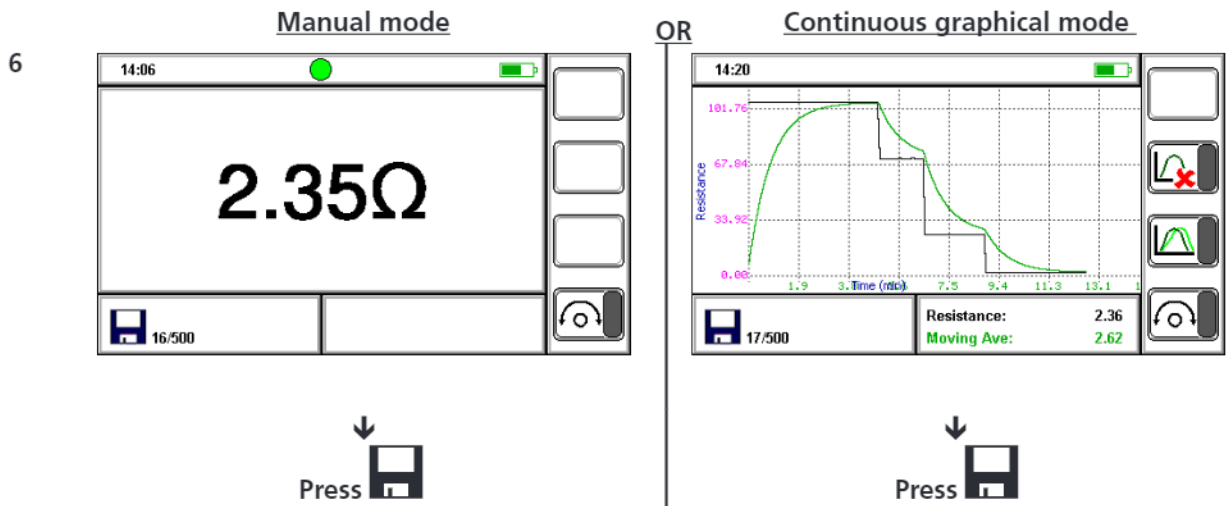 Manual mode
OR
Continuous graphical mode
6
14:06
2.35Ω
16/500
Press
14:20
101.76
67.84
33.92
0.00
Resistance
1.9
7.5
9.4
11.3
13.1
Time (min)
17/500
Resistance: 2.36
Moving Ave: 2.62
Press